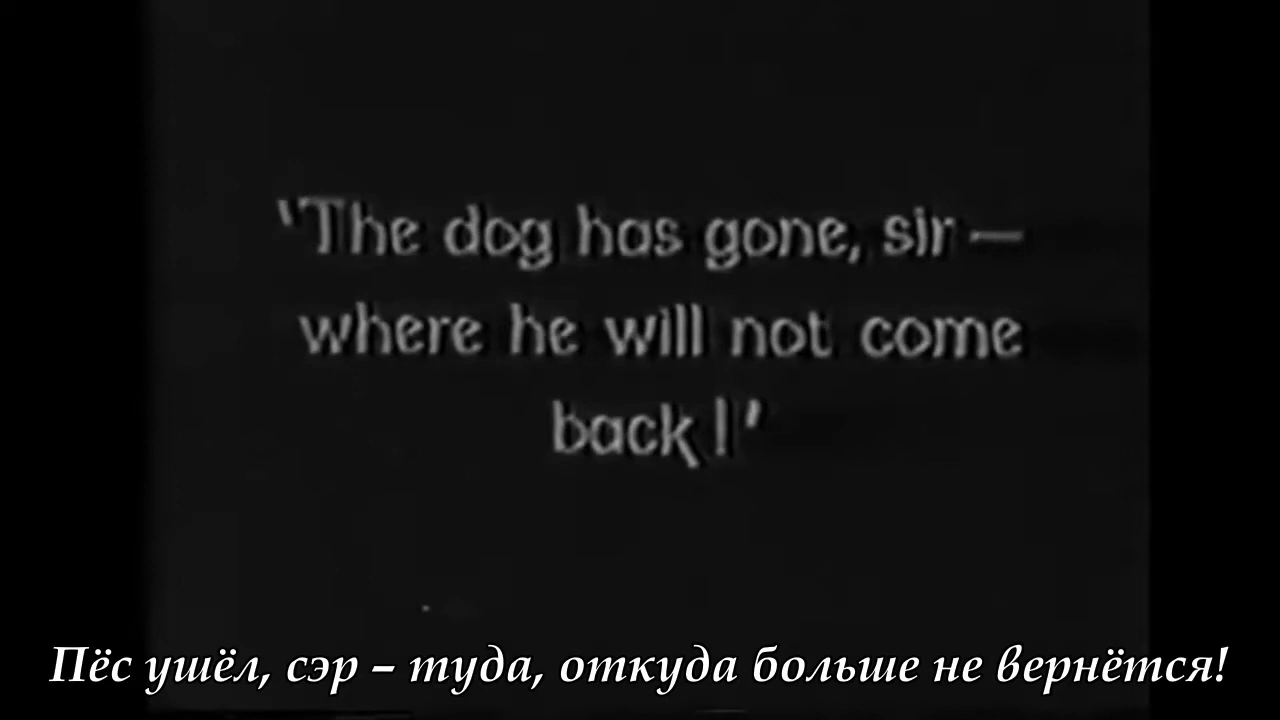 'The dog has gone, sir —
where he will not come
back!'
Пёс ушёл, сэр – туда, откуда больше не вернётся!